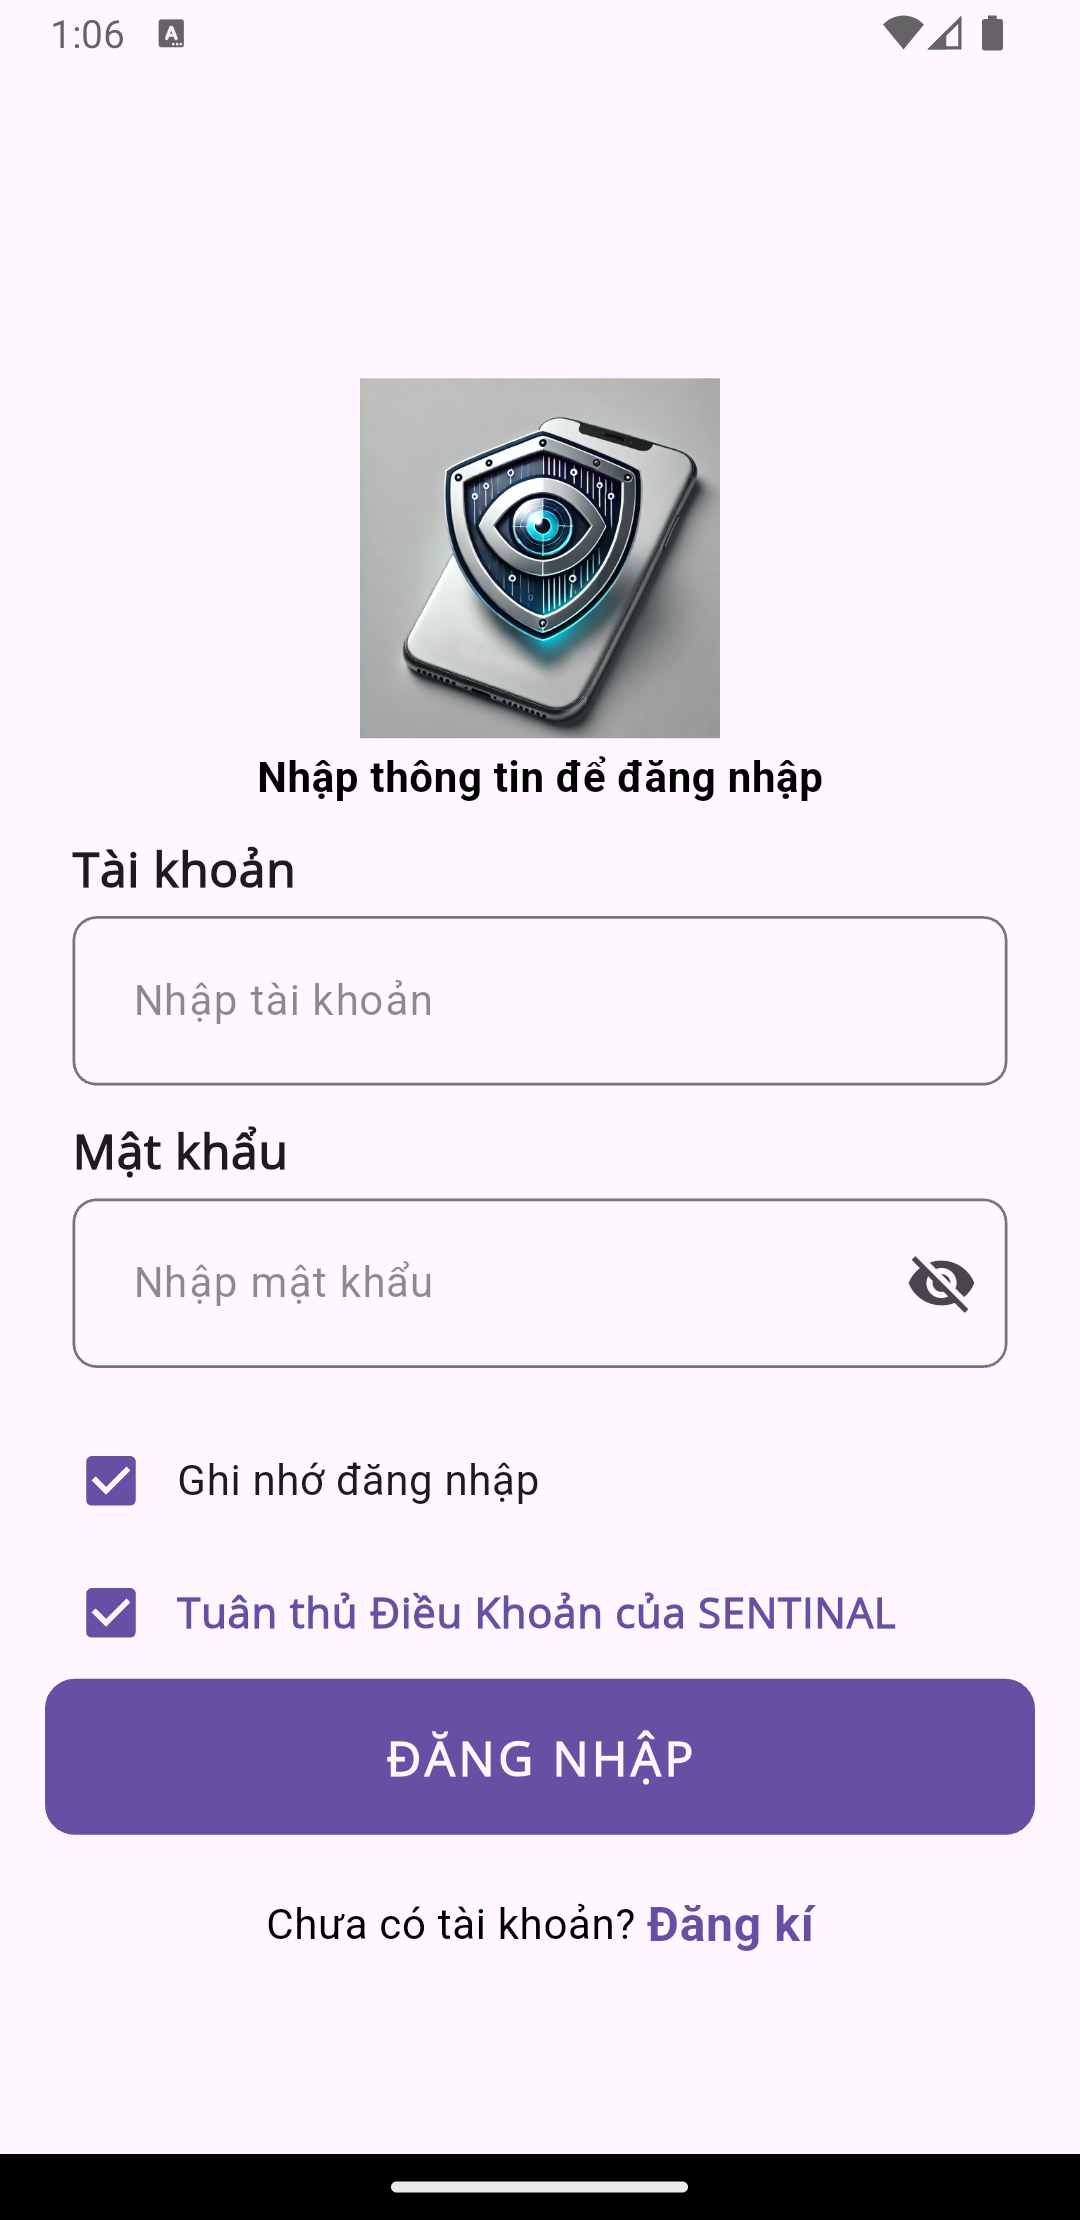 1:06
Nhập thông tin để đăng nhập
Tài khoản
Nhập tài khoản
Mật khẩu
Nhập mật khẩu
Ghi nhớ đăng nhập
Tuân thủ Điều Khoản của SENTINAL
ĐĂNG NHẬP
Chưa có tài khoản? Đăng kí